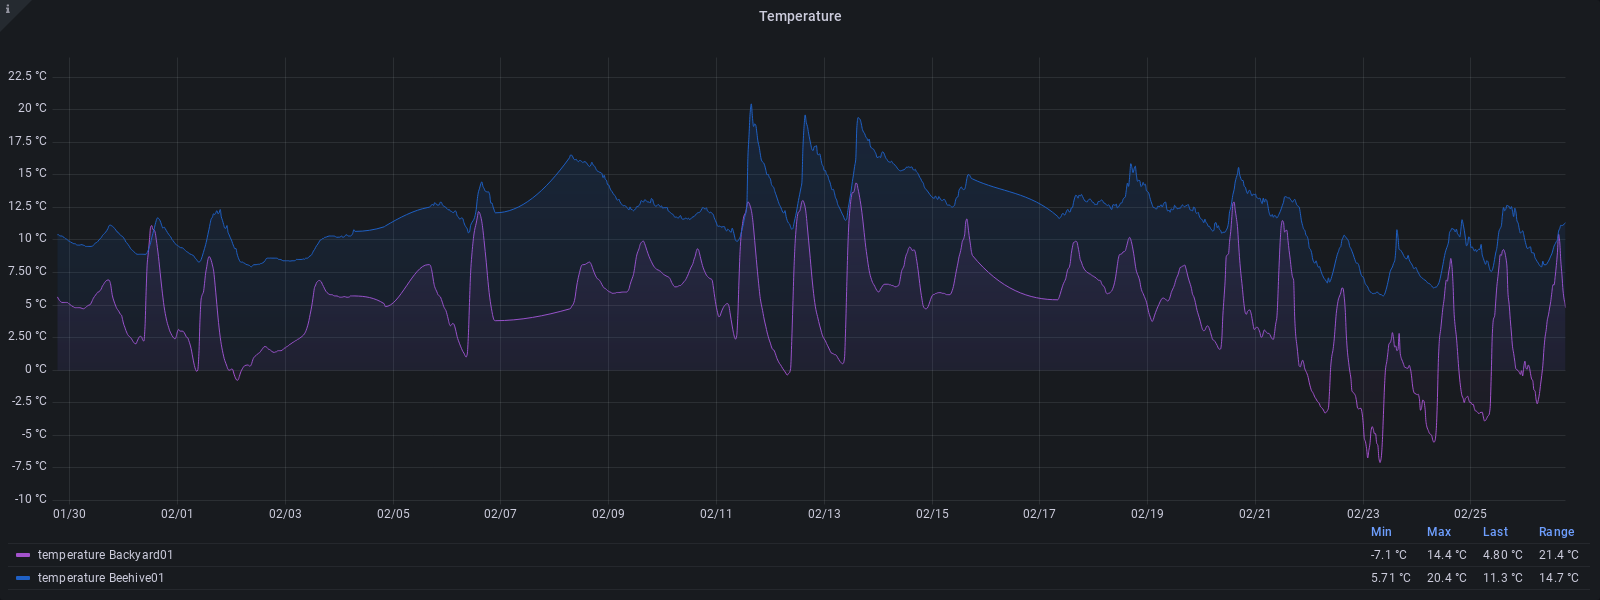 i
Temperature
22.5 °C
20 °C
17.5 °C
15 °C
12.5 °C
10 °C
7.50 °C
5 °C
2.50 °C
0 °C
-2.5 °C
-5 °C
-7.5 °C
-10 °C
01/30 02/01 02/03 02/05 02/07 02/09 02/11 02/13 02/15 02/17 02/19 02/21 02/23 02/25
Min Max Last Range
temperature Backyard01 -7.1 °C 14.4 °C 4.80 °C 21.4 °C
temperature Beehive01 5.71 °C 20.4 °C 11.3 °C 14.7 °C